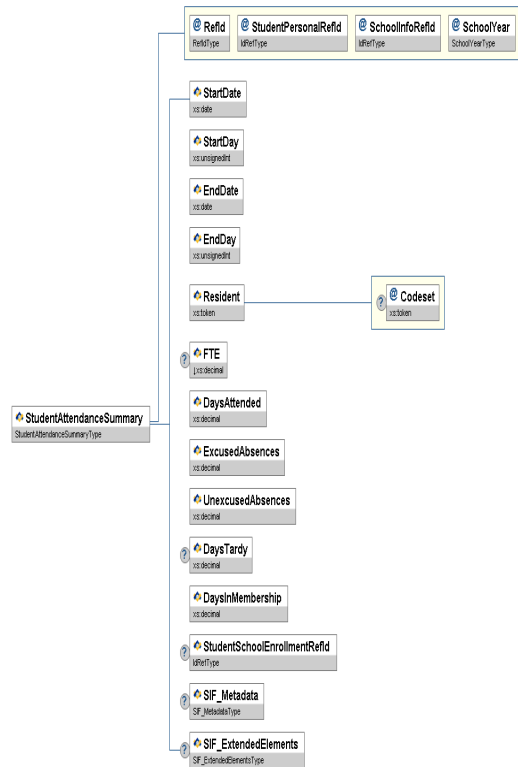 @ RefId @ StudentPersonalRefId @ SchoolInfoRefId @ SchoolYear
RefIdType IdRefType IdRefType SchoolYearType
StartDate
xs:date
StartDay
xs:unsignedInt
EndDate
xs:date
EndDay
xs:unsignedInt
Resident ? @ Codeset
xs:token xs:token
? FTE
xs:decimal
StudentAttendanceSummary
StudentAttendanceSummaryType
DaysAttended
xs:decimal
ExcusedAbsences
xs:decimal
UnexcusedAbsences
xs:decimal
? DaysTardy
xs:decimal
DaysInMembership
xs:decimal
? StudentSchoolEnrollmentRefId
IdRefType
? SIF_Metadata
SIF_MetadataType
? SIF_ExtendedElements
SIF_ExtendedElementsType